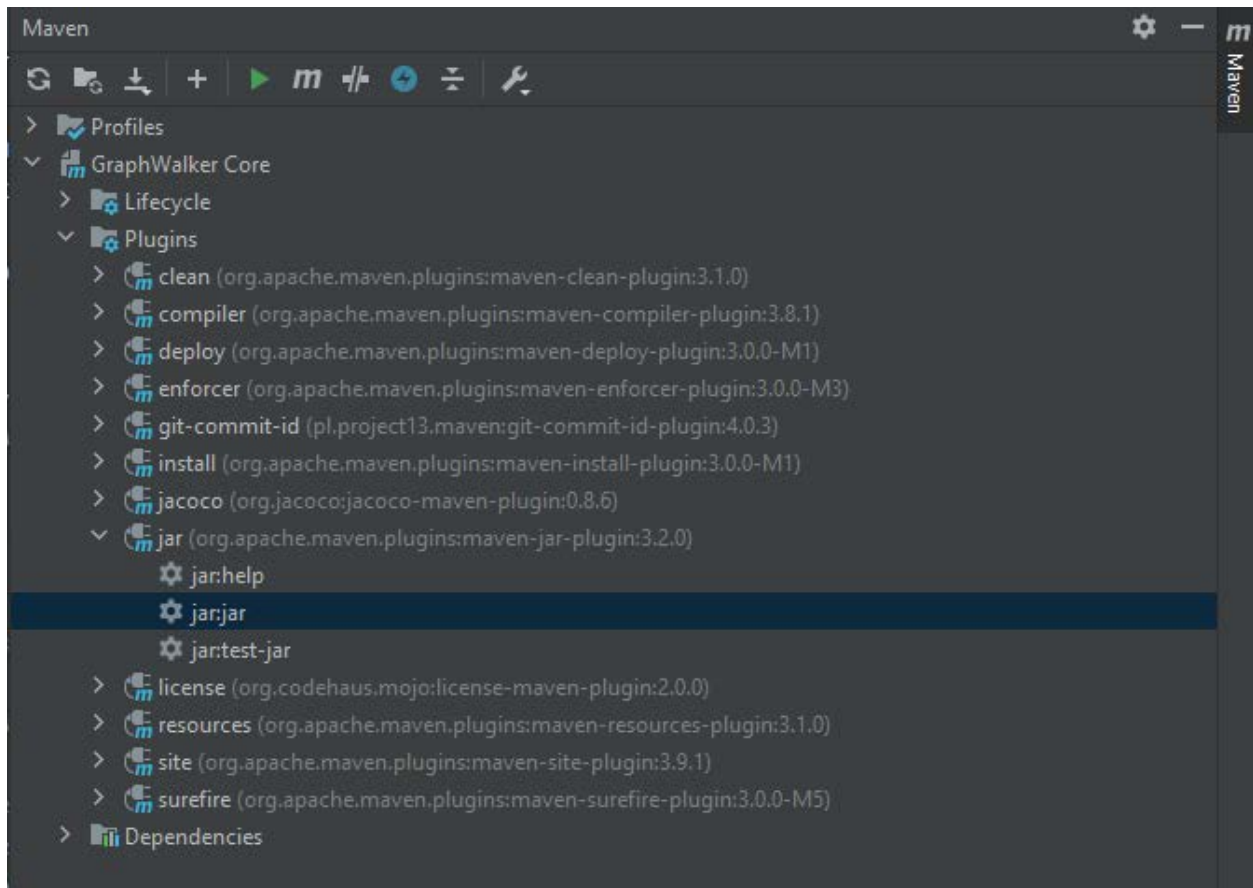 Maven
Maven
Profiles
GraphWalker Core
Lifecycle
Plugins
clean (org.apache.maven.plugins:maven-clean-plugin:3.1.0)
compiler (org.apache.maven.plugins:maven-compiler-plugin:3.8.1)
deploy (org.apache.maven.plugins:maven-deploy-plugin:3.0.0-M1)
enforcer (org.apache.maven.plugins:maven-enforcer-plugin:3.0.0-M3)
git-commit-id (pl.project13.maven:git-commit-id-plugin:4.0.3)
install (org.apache.maven.plugins:maven-install-plugin:3.0.0-M1)
jacoco (org.jacoco:jacoco-maven-plugin:0.8.6)
jar (org.apache.maven.plugins:maven-jar-plugin:3.2.0)
jar:help
jar:jar
jar:test-jar
license (org.codehaus.mojo:license-maven-plugin:2.0.0)
resources (org.apache.maven.plugins:maven-resources-plugin:3.1.0)
site (org.apache.maven.plugins:maven-site-plugin:3.9.1)
surefire (org.apache.maven.plugins:maven-surefire-plugin:3.0.0-M5)
Dependencies